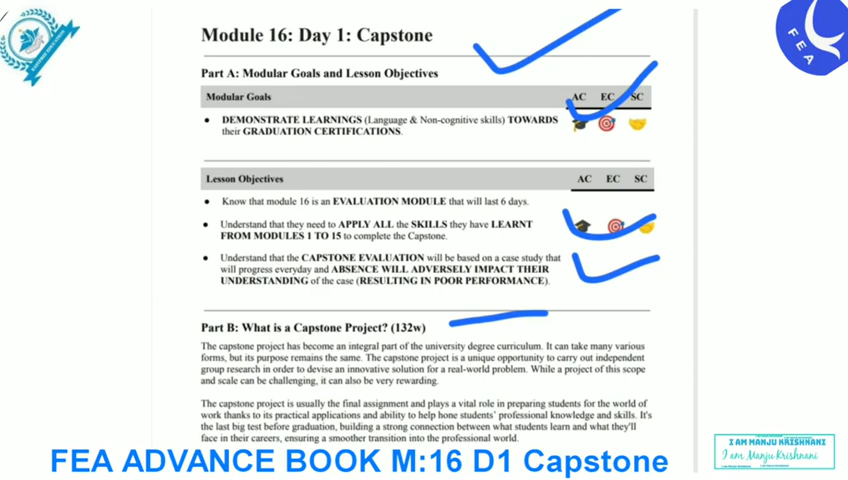 Module 16: Day 1: Capstone
FEA
Part A: Modular Goals and Lesson Objectives
Modular Goals AC EC SC
● DEMONSTRATE LEARNINGS (Language & Non-cognitive skills) TOWARDS
their GRADUATION CERTIFICATIONS.
Lesson Objectives AC EC SC
● Know that module 16 is an EVALUATION MODULE that will last 6 days.
● Understand that they need to APPLY ALL the SKILLS they have LEARNT
FROM MODULES 1 TO 15 to complete the Capstone.
● Understand that the CAPSTONE EVALUATION will be based on a case study that
will progress everyday and ABSENCE WILL ADVERSELY IMPACT THEIR
UNDERSTANDING of the case (RESULTING IN POOR PERFORMANCE).
Part B: What is a Capstone Project? (132w)
The capstone project has become an integral part of the university degree curriculum. It can take many various
forms, but its purpose remains the same. The capstone project is a unique opportunity to carry out independent
group research in order to devise an innovative solution for a real-world problem. While a project of this scope
and scale can be challenging, it can also be very rewarding.
The capstone project is usually the final assignment and plays a vital role in preparing students for the world of
work thanks to its practical applications and ability to help hone students' professional knowledge and skills. It's
the last big test before graduation, building a strong connection between what students learn and what they'll
face in their careers, ensuring a smoother transition into the professional world.
I AM MANJU KRISHNANI
I am Manju Krishnani
FEA ADVANCE BOOK M:16 D1 Capstone